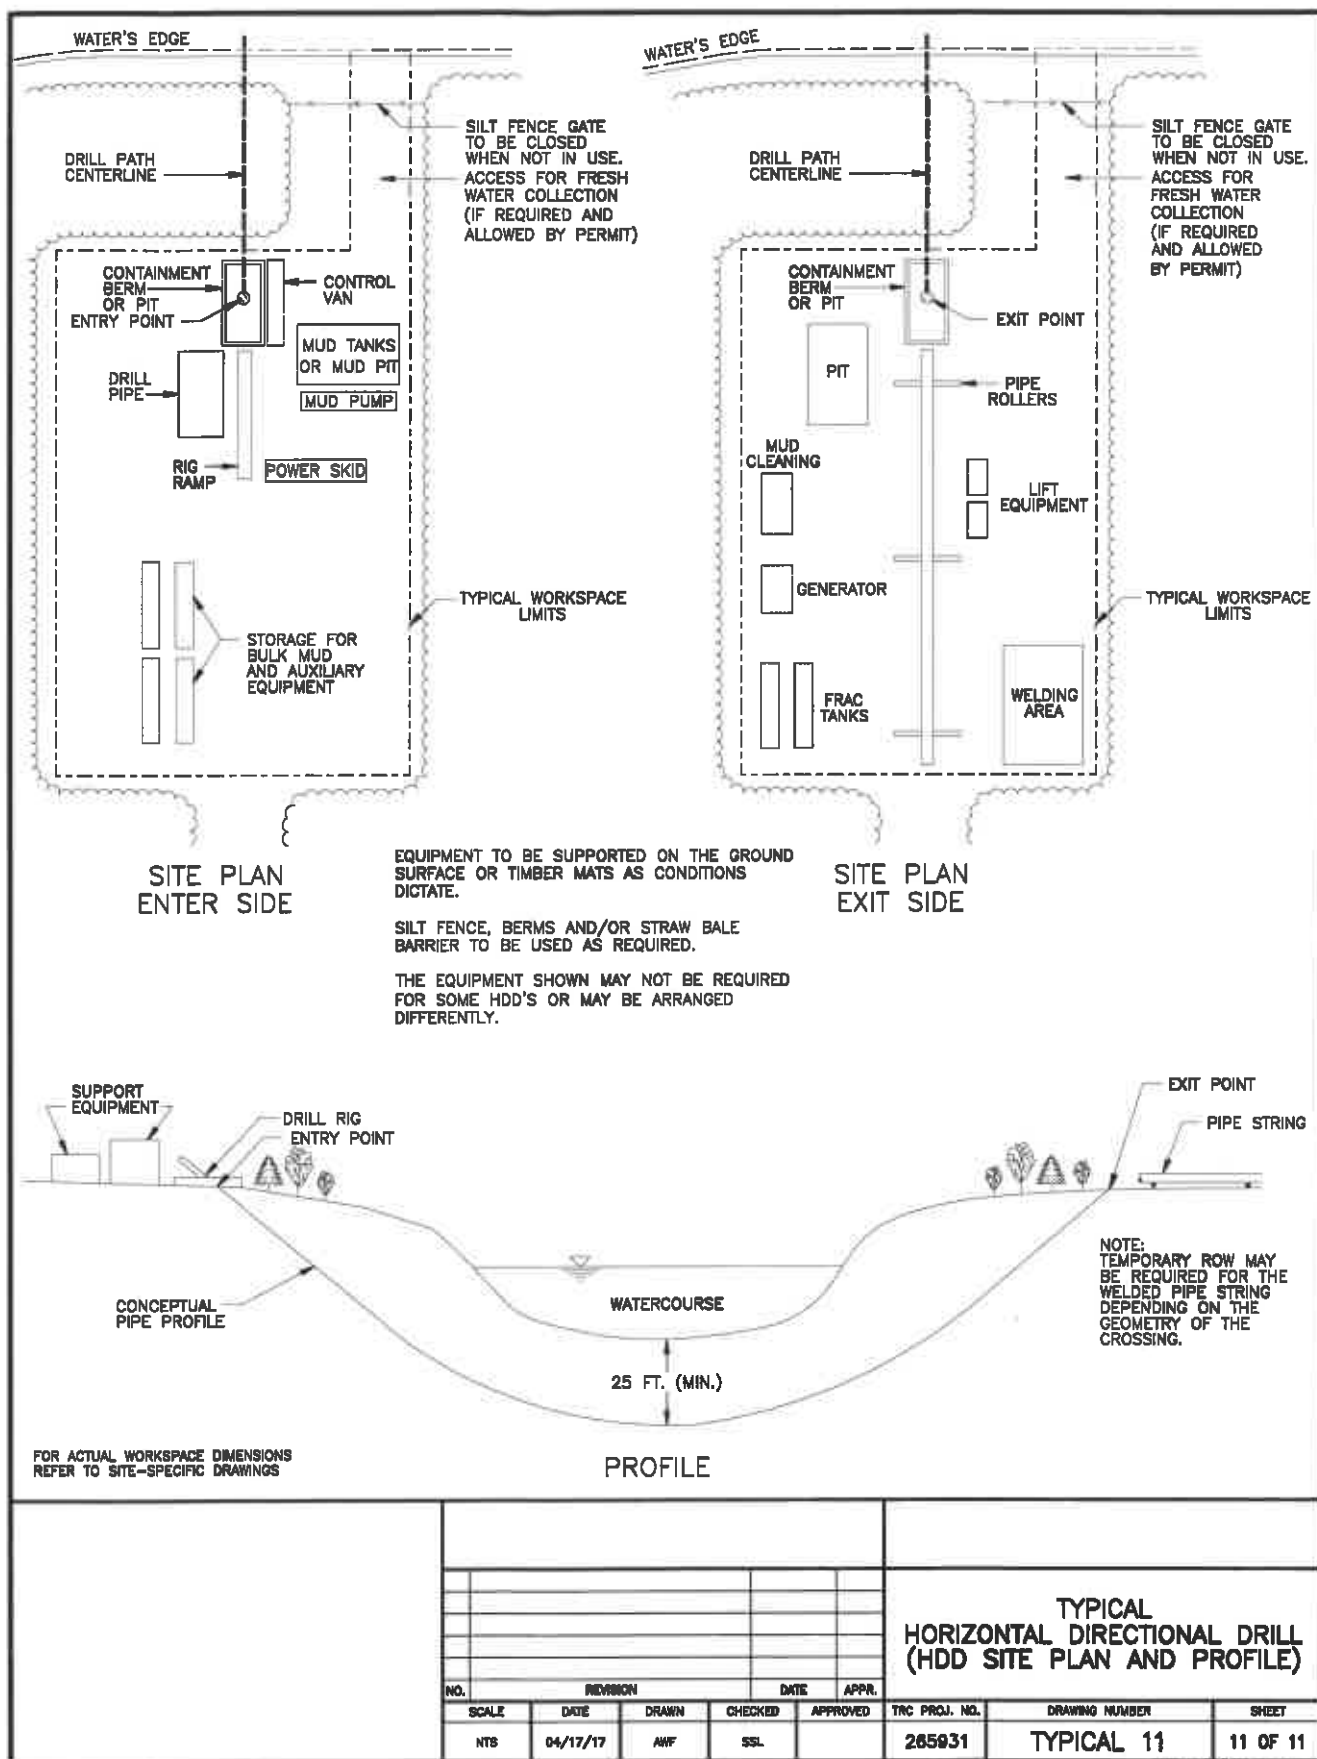 WATER'S EDGE
DRILL PATH
CENTERLINE
SILT FENCE GATE
TO BE CLOSED
WHEN NOT IN USE.
ACCESS FOR FRESH
WATER COLLECTION
(IF REQUIRED AND
ALLOWED BY PERMIT)
CONTAINMENT
BERM
OR PIT
ENTRY POINT
CONTROL
VAN
MUD TANKS
OR MUD PIT
MUD PUMP
DRILL
PIPE
RIG
RAMP
POWER SKID
TYPICAL WORKSPACE
LIMITS
STORAGE FOR
BULK MUD
AND AUXILIARY
EQUIPMENT
SITE PLAN
ENTER SIDE
WATER'S EDGE
DRILL PATH
CENTERLINE
SILT FENCE GATE
TO BE CLOSED
WHEN NOT IN USE.
ACCESS FOR
FRESH WATER
COLLECTION
(IF REQUIRED
AND ALLOWED
BY PERMIT)
CONTAINMENT
BERM
OR PIT
EXIT POINT
PIT
PIPE
ROLLERS
MUD
CLEANING
LIFT
EQUIPMENT
GENERATOR
TYPICAL WORKSPACE
LIMITS
FRAC
TANKS
WELDING
AREA
SITE PLAN
EXIT SIDE
EQUIPMENT TO BE SUPPORTED ON THE GROUND
SURFACE OR TIMBER MATS AS CONDITIONS
DICTATE.
SILT FENCE, BERMS AND/OR STRAW BALE
BARRIER TO BE USED AS REQUIRED.
THE EQUIPMENT SHOWN MAY NOT BE REQUIRED
FOR SOME HDD'S OR MAY BE ARRANGED
DIFFERENTLY.
SUPPORT
EQUIPMENT
DRILL RIG
ENTRY POINT
EXIT POINT
PIPE STRING
CONCEPTUAL
PIPE PROFILE
WATERCOURSE
25 FT. (MIN.)
NOTE:
TEMPORARY ROW MAY
BE REQUIRED FOR THE
WELDED PIPE STRING
DEPENDING ON THE
GEOMETRY OF THE
CROSSING.
FOR ACTUAL WORKSPACE DIMENSIONS
REFER TO SITE-SPECIFIC DRAWINGS
PROFILE
NO. REVISION DATE APPR.
SCALE DATE DRAWN CHECKED APPROVED
NTS 04/17/17 AWF SSL
TYPICAL
HORIZONTAL DIRECTIONAL DRILL
(HDD SITE PLAN AND PROFILE)
TRC PROJ. NO. DRAWING NUMBER SHEET
265931 TYPICAL 11 11 OF 11